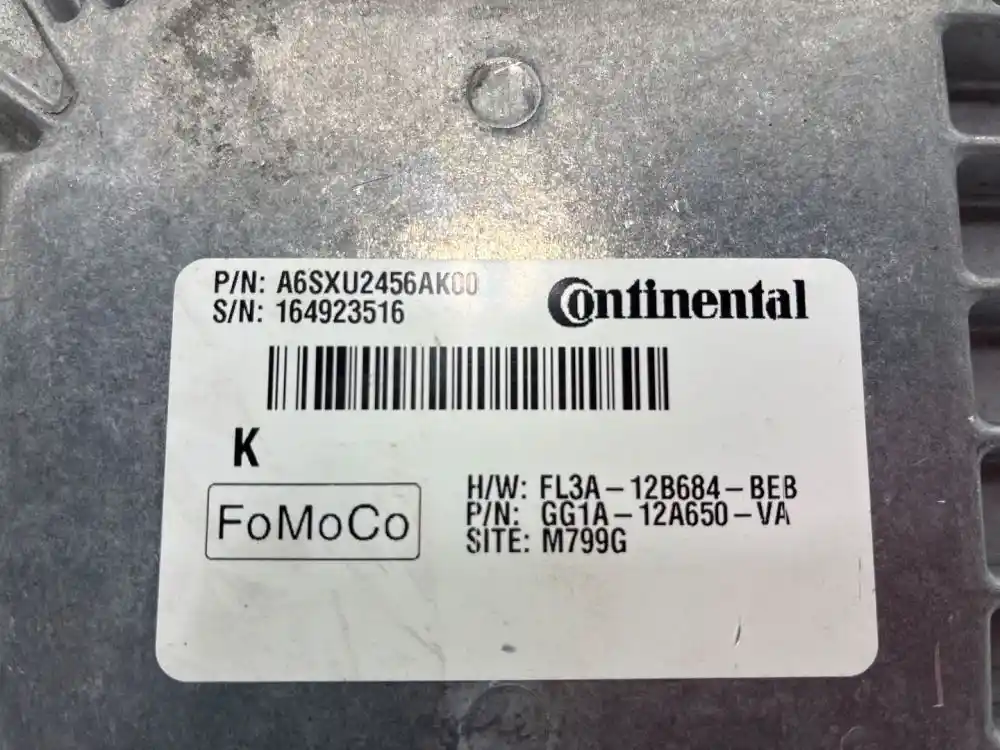 P/N: A6SXU2456AK00
S/N: 164923516
Continental
K
FoMoCo
H/W: FL3A-12B684-BEB
P/N: GG1A-12A650-VA
SITE: M799G